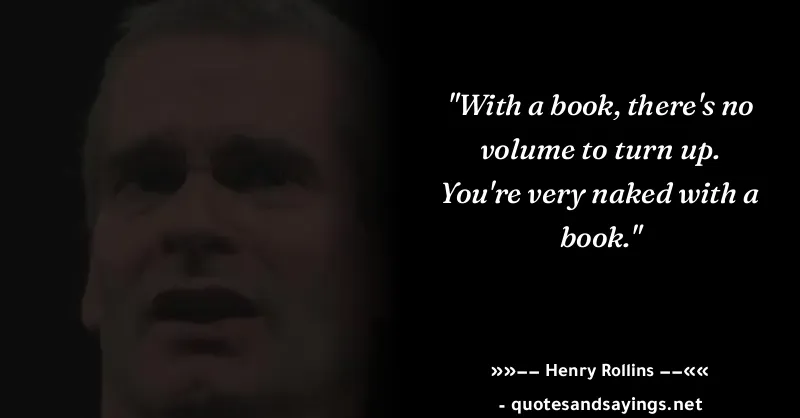 "With a book, there's no
volume to turn up.
You're very naked with a
book."
»»—— Henry Rollins ——««
- quotesandsayings.net